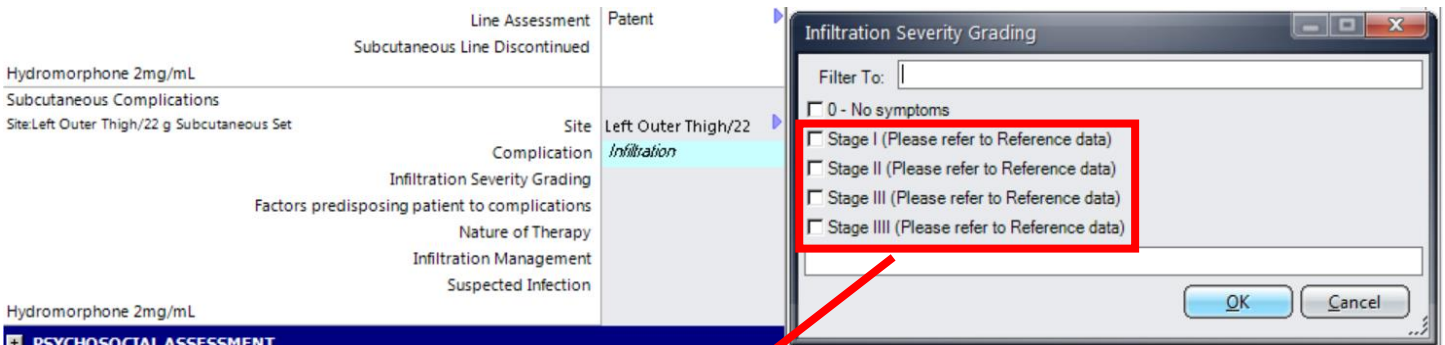 Line Assessment Patent
Subcutaneous Line Discontinued
Hydromorphone 2mg/mL
Subcutaneous Complications
Site:Left Outer Thigh/22 g Subcutaneous Set Site Left Outer Thigh/22
Complication Infiltration
Infiltration Severity Grading
Factors predisposing patient to complications
Nature of Therapy
Infiltration Management
Suspected Infection
Hydromorphone 2mg/mL
PSYCHOSOCIAL ASSESSMENT
Infiltration Severity Grading
Filter To:
0 - No symptoms
Stage I (Please refer to Reference data)
Stage II (Please refer to Reference data)
Stage III (Please refer to Reference data)
Stage IIII (Please refer to Reference data)
OK Cancel